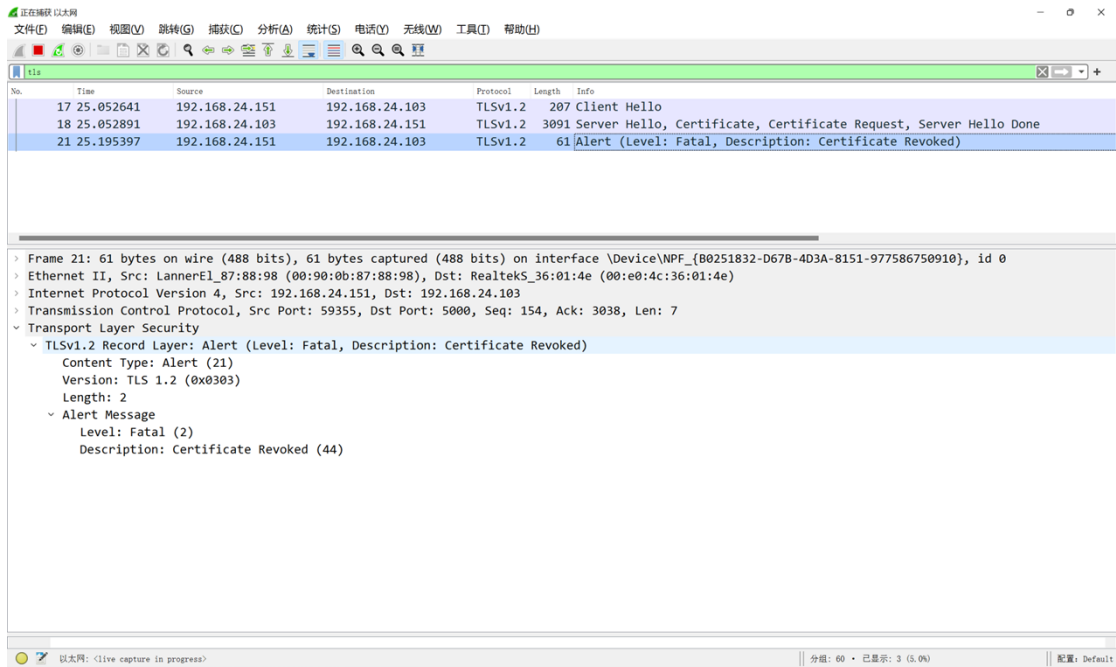 正在捕获 以太网
文件(F) 编辑(E) 视图(V) 跳转(G) 捕获(C) 分析(A) 统计(S) 电话(Y) 无线(W) 工具(T) 帮助(H)
tls
No. Time Source Destination Protocol Length Info
17 25.052641 192.168.24.151 192.168.24.103 TLSv1.2 207 Client Hello
18 25.052891 192.168.24.103 192.168.24.151 TLSv1.2 3091 Server Hello, Certificate, Certificate Request, Server Hello Done
21 25.195397 192.168.24.151 192.168.24.103 TLSv1.2 61 Alert (Level: Fatal, Description: Certificate Revoked)
Frame 21: 61 bytes on wire (488 bits), 61 bytes captured (488 bits) on interface \Device\NPF_{B0251832-D67B-4D3A-8151-977586750910}, id 0
Ethernet II, Src: LannerEl_87:88:98 (00:90:0b:87:88:98), Dst: RealtekS_36:01:4e (00:e0:4c:36:01:4e)
Internet Protocol Version 4, Src: 192.168.24.151, Dst: 192.168.24.103
Transmission Control Protocol, Src Port: 59355, Dst Port: 5000, Seq: 154, Ack: 3038, Len: 7
Transport Layer Security
TLSv1.2 Record Layer: Alert (Level: Fatal, Description: Certificate Revoked)
Content Type: Alert (21)
Version: TLS 1.2 (0x0303)
Length: 2
Alert Message
Level: Fatal (2)
Description: Certificate Revoked (44)
以太网: <live capture in progress> 分组: 60 · 已显示: 3 (5.0%) 配置: Default